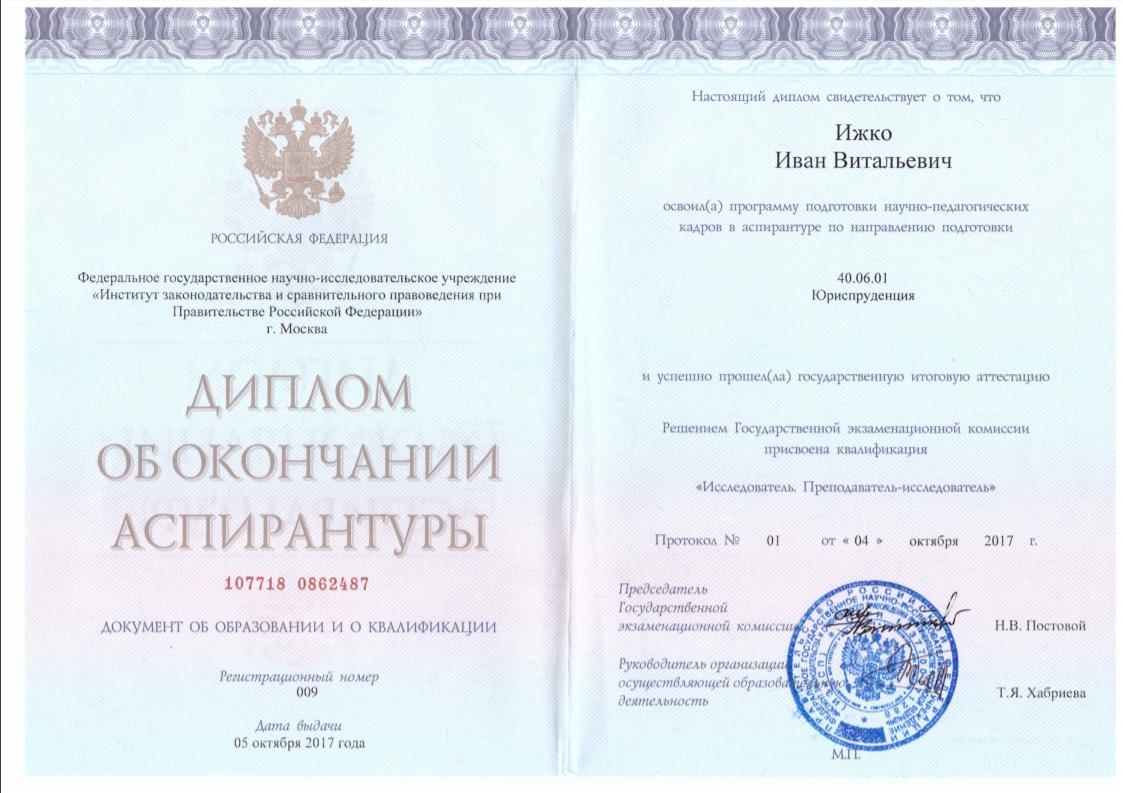 РОССИЙСКАЯ ФЕДЕРАЦИЯ
Федеральное государственное научно-исследовательское учреждение
«Институт законодательства и сравнительного правоведения при
Правительстве Российской Федерации»
г. Москва
ДИПЛОМ
ОБ ОКОНЧАНИИ
АСПИРАНТУРЫ
107718 0862487
ДОКУМЕНТ ОБ ОБРАЗОВАНИИ И О КВАЛИФИКАЦИИ
Регистрационный номер
009
Дата выдачи
05 октября 2017 года
Настоящий диплом свидетельствует о том, что
Ижко
Иван Витальевич
освоил(а) программу подготовки научно-педагогических
кадров в аспирантуре по направлению подготовки
40.06.01
Юриспруденция
и успешно прошел(ла) государственную итоговую аттестацию
Решением Государственной экзаменационной комиссии
присвоена квалификация
«Исследователь. Преподаватель-исследователь»
Протокол № 01 от « 04 » октября 2017 г.
Председатель
Государственной
экзаменационной комиссии
Н.В. Постовой
Руководитель организации,
осуществляющей образовательную
деятельность
Т.Я. Хабриева
М.П.